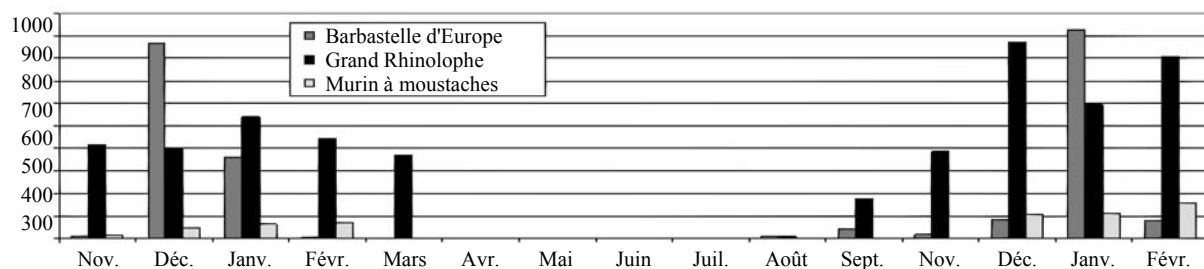 1000
900
800
700
600
500
400
300
Barbastelle d'Europe
Grand Rhinolophe
Murin à moustaches
Nov. Déc. Janv. Févr. Mars Avr. Mai Juin Juil. Août Sept. Nov. Déc. Janv. Févr.